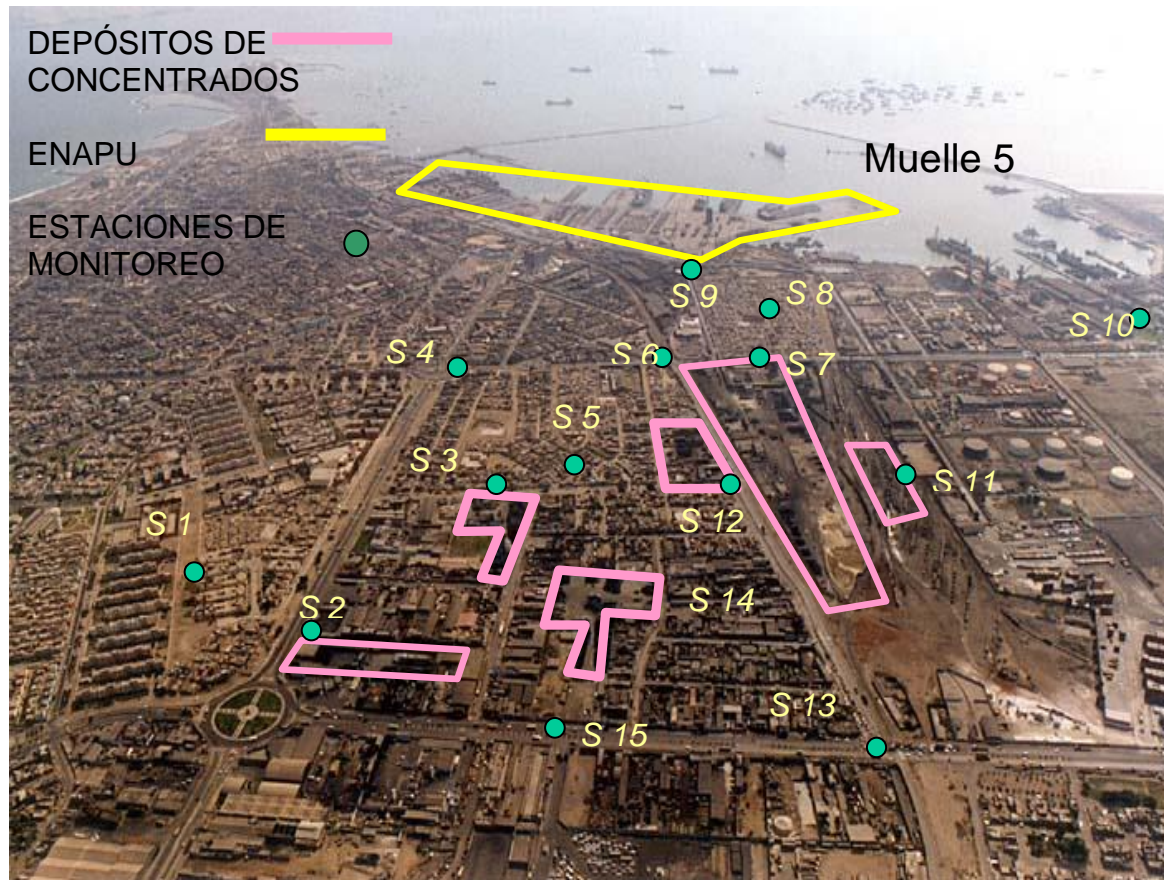 DEPÓSITOS DE
CONCENTRADOS
ENAPU
Muelle 5
ESTACIONES DE
MONITOREO
S 9
S 8
S 10
S 4
S 6
S 7
S 5
S 3
S 11
S 12
S 1
S 14
S 2
S 13
S 15